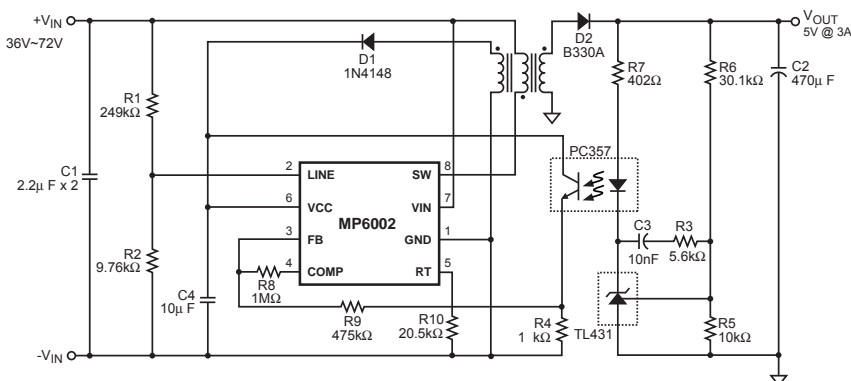 +VIN
36V~72V
VOUT
5V @ 3A
D2
B330A
D1
1N4148
R7
402Ω
R6
30.1kΩ
C2
470μF
R1
249kΩ
PC357
C1
2.2μF x 2
2 LINE SW 8
6 VCC VIN 7
MP6002
3 FB GND 1
4 COMP RT 5
C3
10nF
R3
5.6kΩ
R2
9.76kΩ
R8
1MΩ
C4
10μF
R9
475kΩ
R10
20.5kΩ
R4
1 kΩ
TL431
R5
10kΩ
-VIN